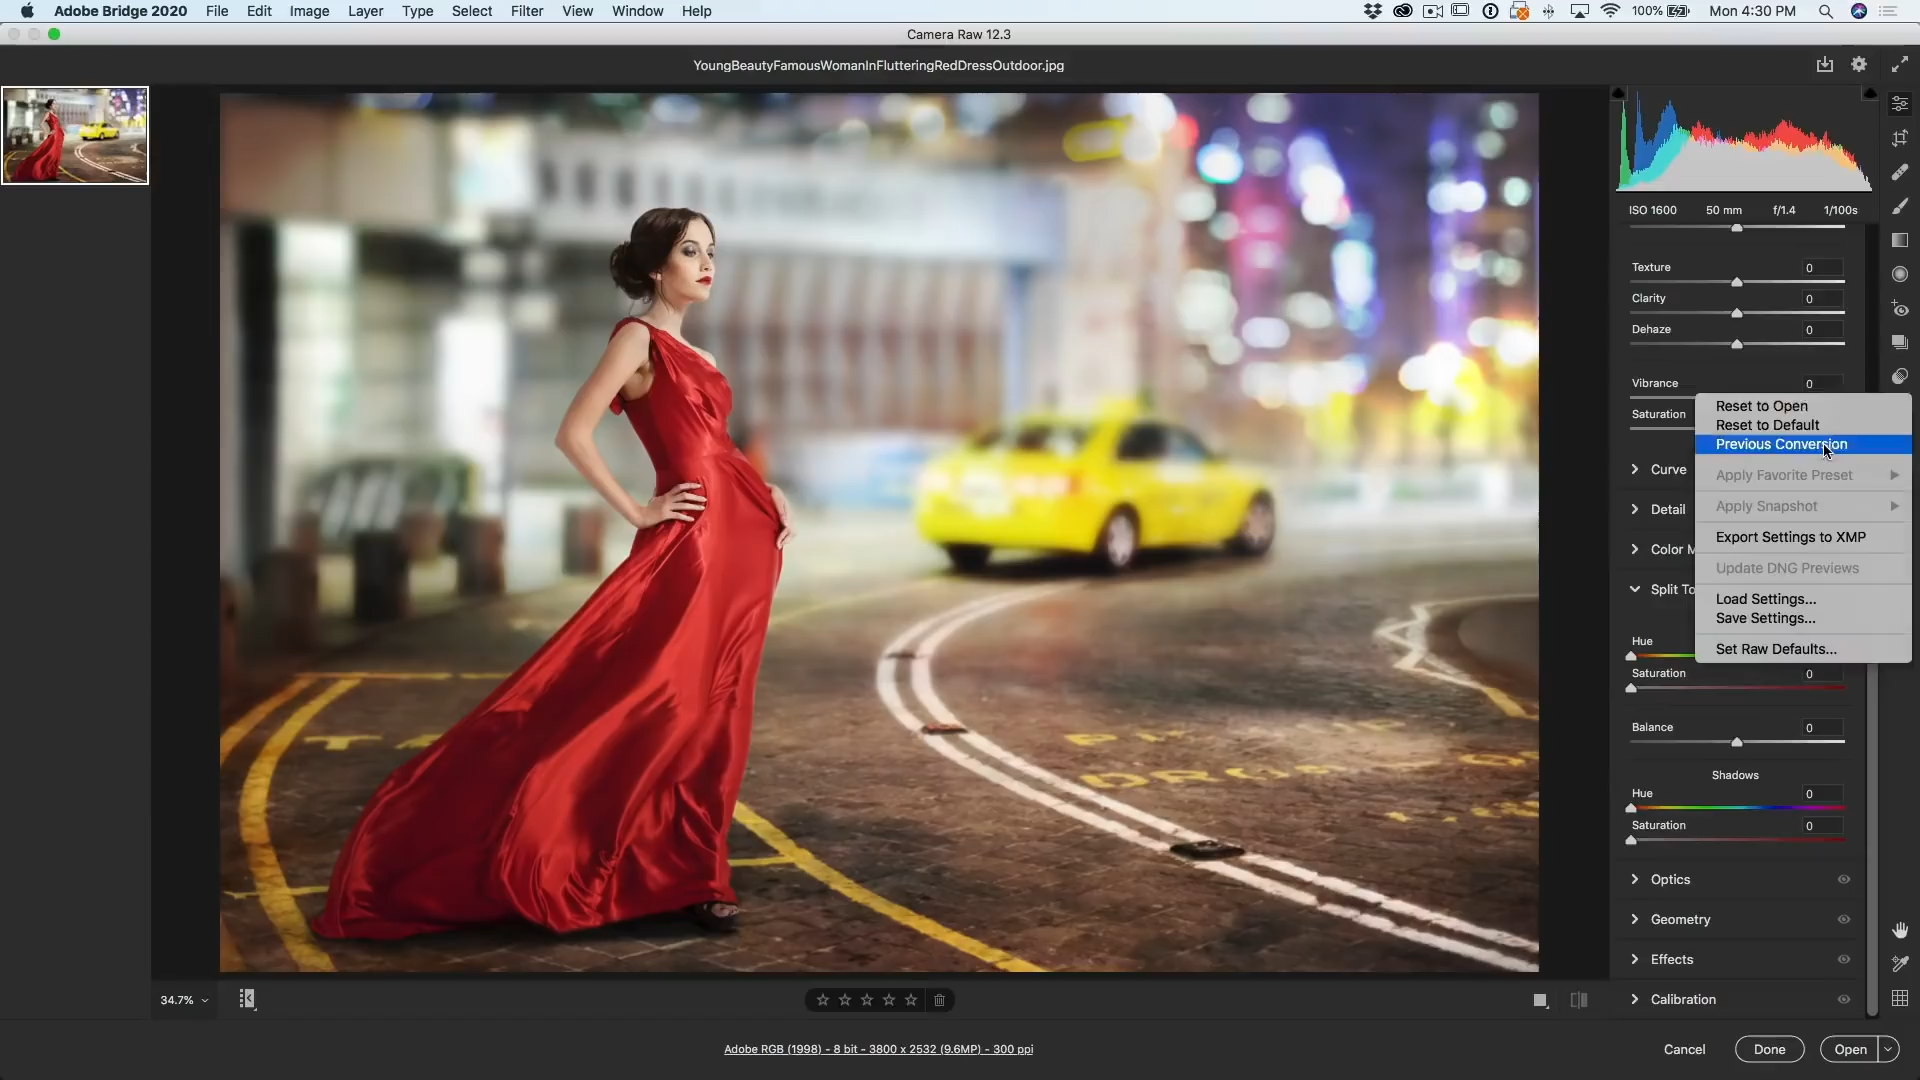 Adobe Bridge 2020 File Edit Image Layer Type Select Filter View Window Help 100% Mon 4:30 PM
Camera Raw 12.3
YoungBeautyFamousWomanInFlutteringRedDressOutdoor.jpg
ISO 1600 50 mm f/1.4 1/100s
Texture 0
Clarity 0
Dehaze 0
Vibrance 0
Saturation
Reset to Open
Reset to Default
Previous Conversion
Apply Favorite Preset
Apply Snapshot
Export Settings to XMP
Update DNG Previews
Load Settings...
Save Settings...
Set Raw Defaults...
Curve
Detail
Color M
Split To
Hue
Saturation 0
Balance 0
Shadows
Hue 0
Saturation 0
Optics
Geometry
Effects
Calibration
34.7%
Adobe RGB (1998) - 8 bit - 3800 x 2532 (9.6MP) - 300 ppi
Cancel Done Open